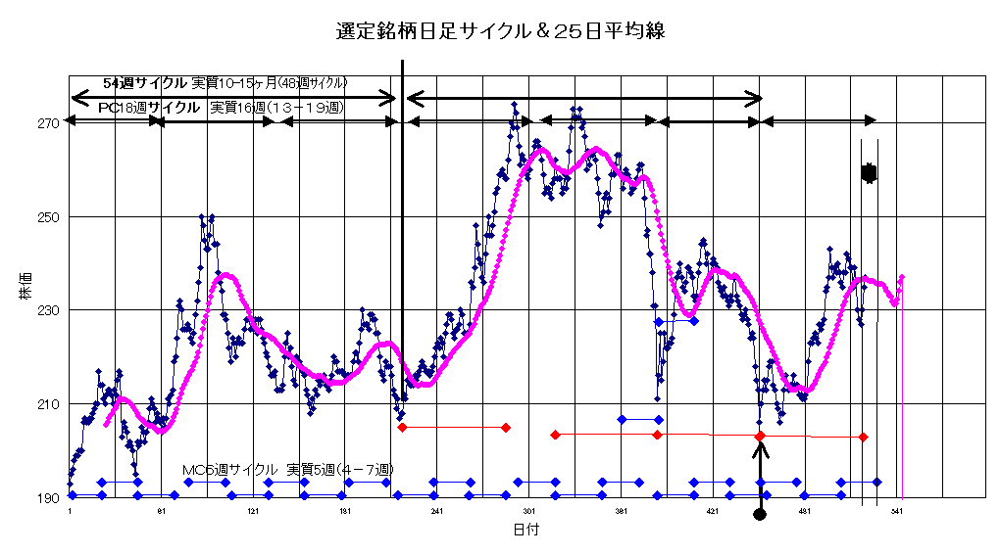 選定銘柄日足サイクル＆２５日平均線
54週サイクル 実質10-15ヶ月(48週サイクル)
PC18週サイクル　実質16週(１３－１９週)
270
250
230
210
190
株価
MC6週サイクル　実質5週(４－７週)
1 61 121 181 241 301 361 421 481 541
日付